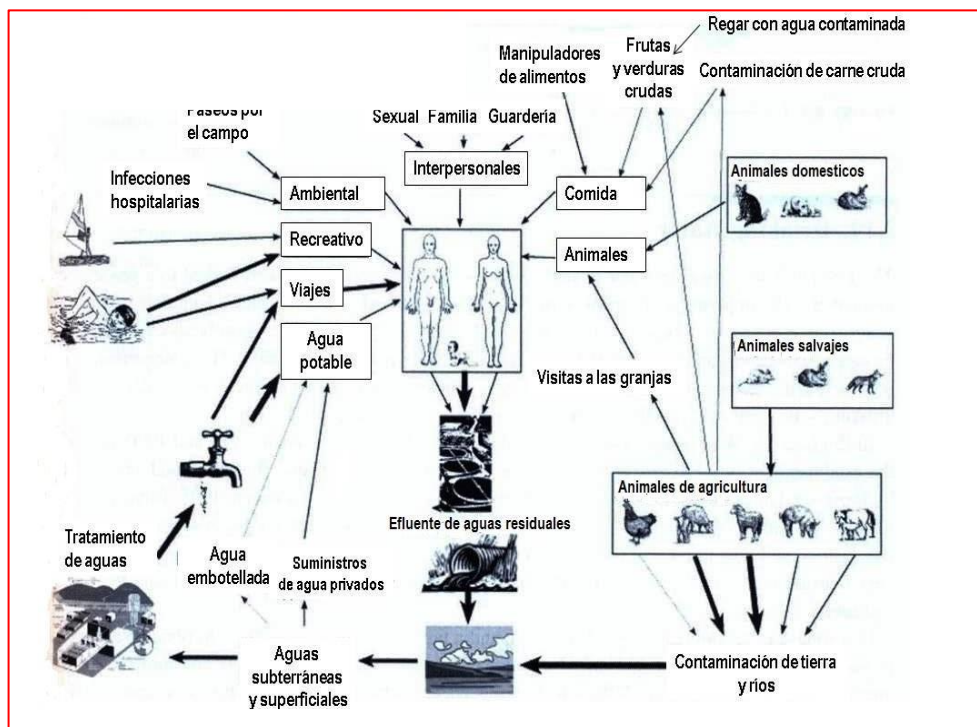 Regar con agua contaminada
Frutas
y verduras
crudas
Manipuladores
de alimentos
Contaminación de carne cruda
Paseos por
el campo
Sexual Familia Guardería
Interpersonales
Infecciones
hospitalarias
Ambiental
Comida
Animales domesticos
Recreativo
Animales
Viajes
Agua
potable
Animales salvajes
Visitas a las granjas
Animales de agricultura
Efluente de aguas residuales
Tratamiento
de aguas
Agua
embotellada
Suministros
de agua privados
Aguas
subterráneas
y superficiales
Contaminación de tierra
y ríos